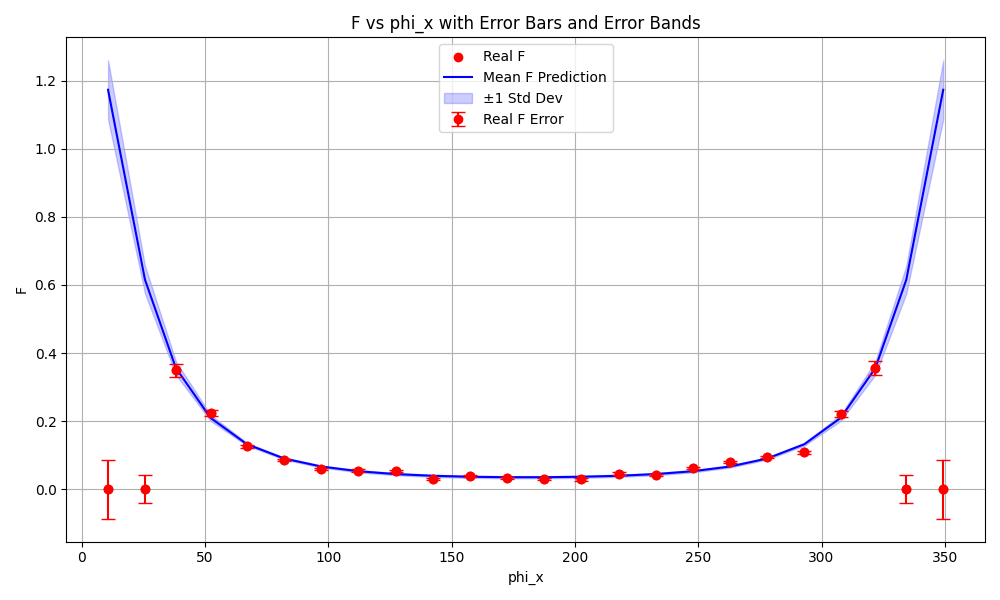 F vs phi_x with Error Bars and Error Bands
Real F
Mean F Prediction
±1 Std Dev
Real F Error
F
1.2
1.0
0.8
0.6
0.4
0.2
0.0
0 50 100 150 200 250 300 350
phi_x